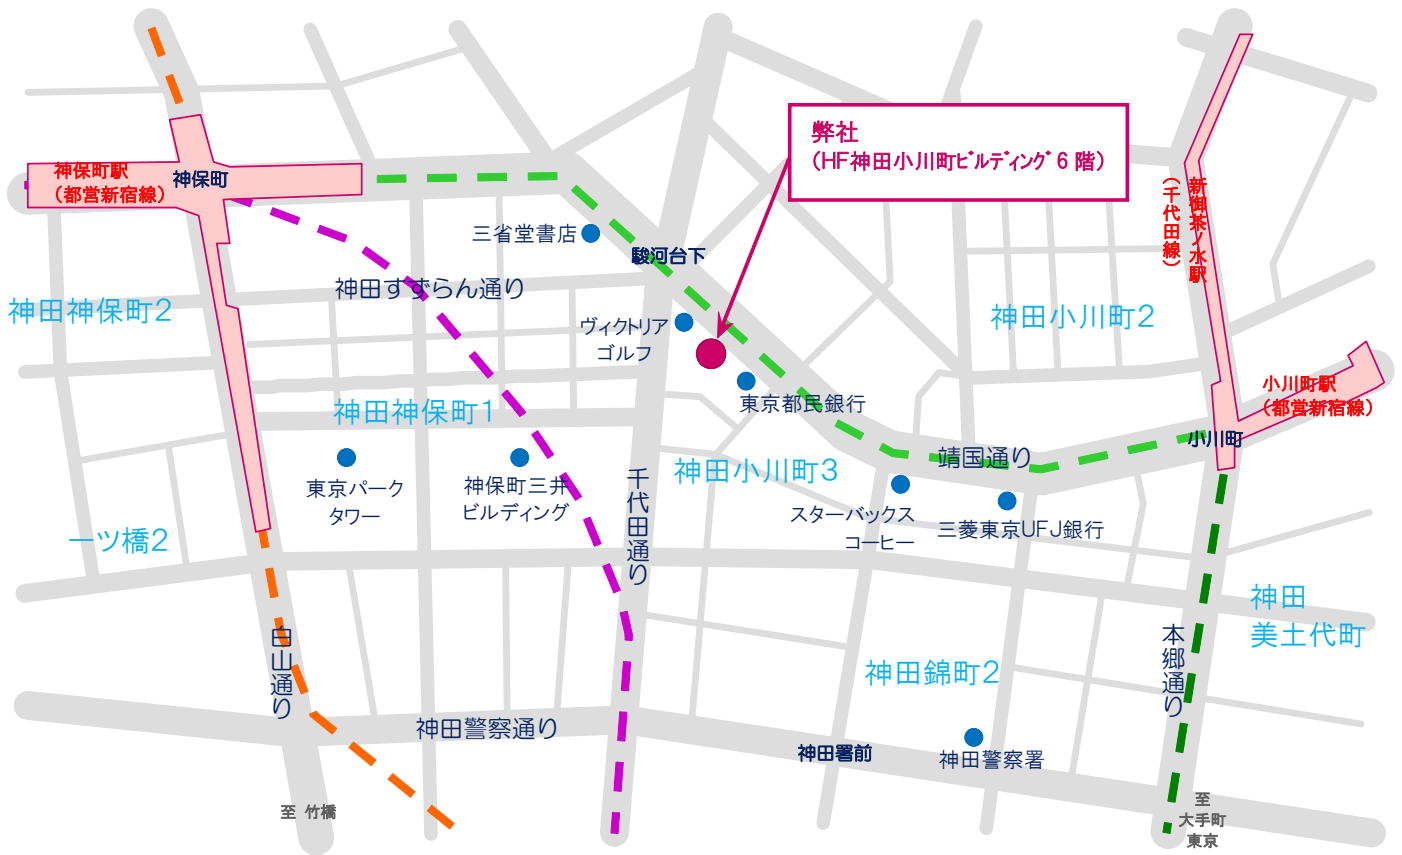 弊社
（HF神田小川町ﾋﾞﾙﾃﾞｨﾝｸﾞ６階）
神保町駅
（都営新宿線）
神保町
新御茶ノ水駅
（千代田線）
三省堂書店
駿河台下
神田すずらん通り
神田神保町2
神田小川町2
ヴィクトリア
ゴルフ
東京都民銀行
小川町駅
（都営新宿線）
小川町
神田神保町1
靖国通り
神田小川町3
東京パーク
タワー
神保町三井
ビルディング
千代田通り
スターバックス
コーヒー
三菱東京UFJ銀行
一ツ橋2
神田
美土代町
白山通り
本郷通り
神田錦町2
神田警察通り
神田署前
神田警察署
至 竹橋
至
大手町
東京